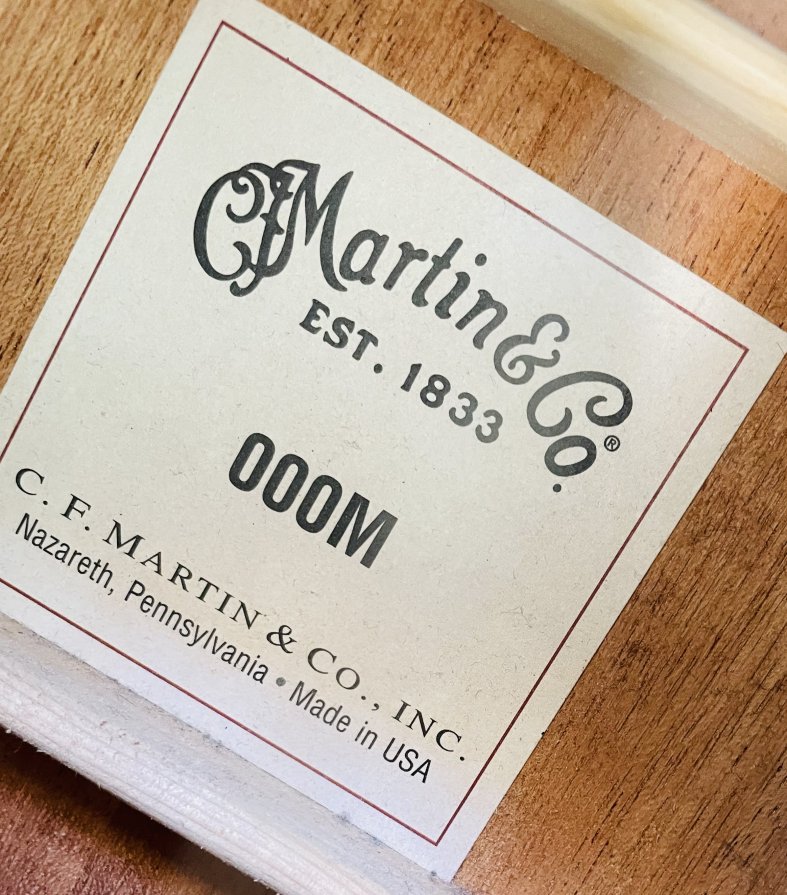 CFMartin & Co.®
EST. 1833
000M
C. F. MARTIN & CO., INC.
Nazareth, Pennsylvania • Made in USA